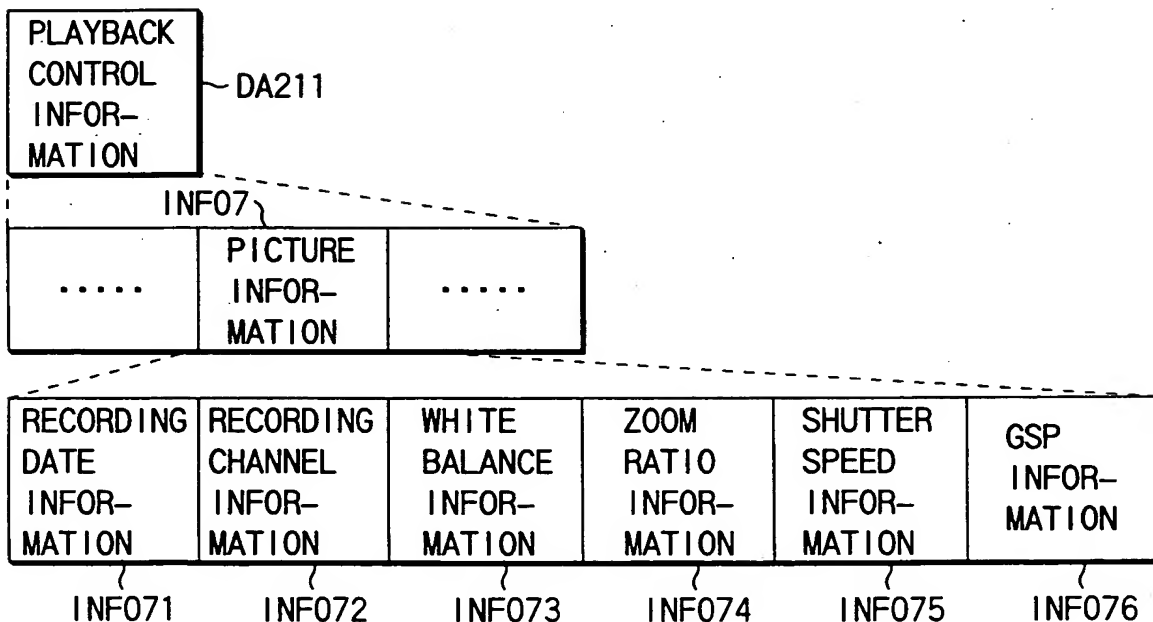 PLAYBACK
CONTROL
INFOR-
MATION
DA211
INF07
.....
PICTURE
INFOR-
MATION
.....
RECORDING
DATE
INFOR-
MATION
RECORDING
CHANNEL
INFOR-
MATION
WHITE
BALANCE
INFOR-
MATION
ZOOM
RATIO
INFOR-
MATION
SHUTTER
SPEED
INFOR-
MATION
GSP
INFOR-
MATION
INF071
INF072
INF073
INF074
INF075
INF076